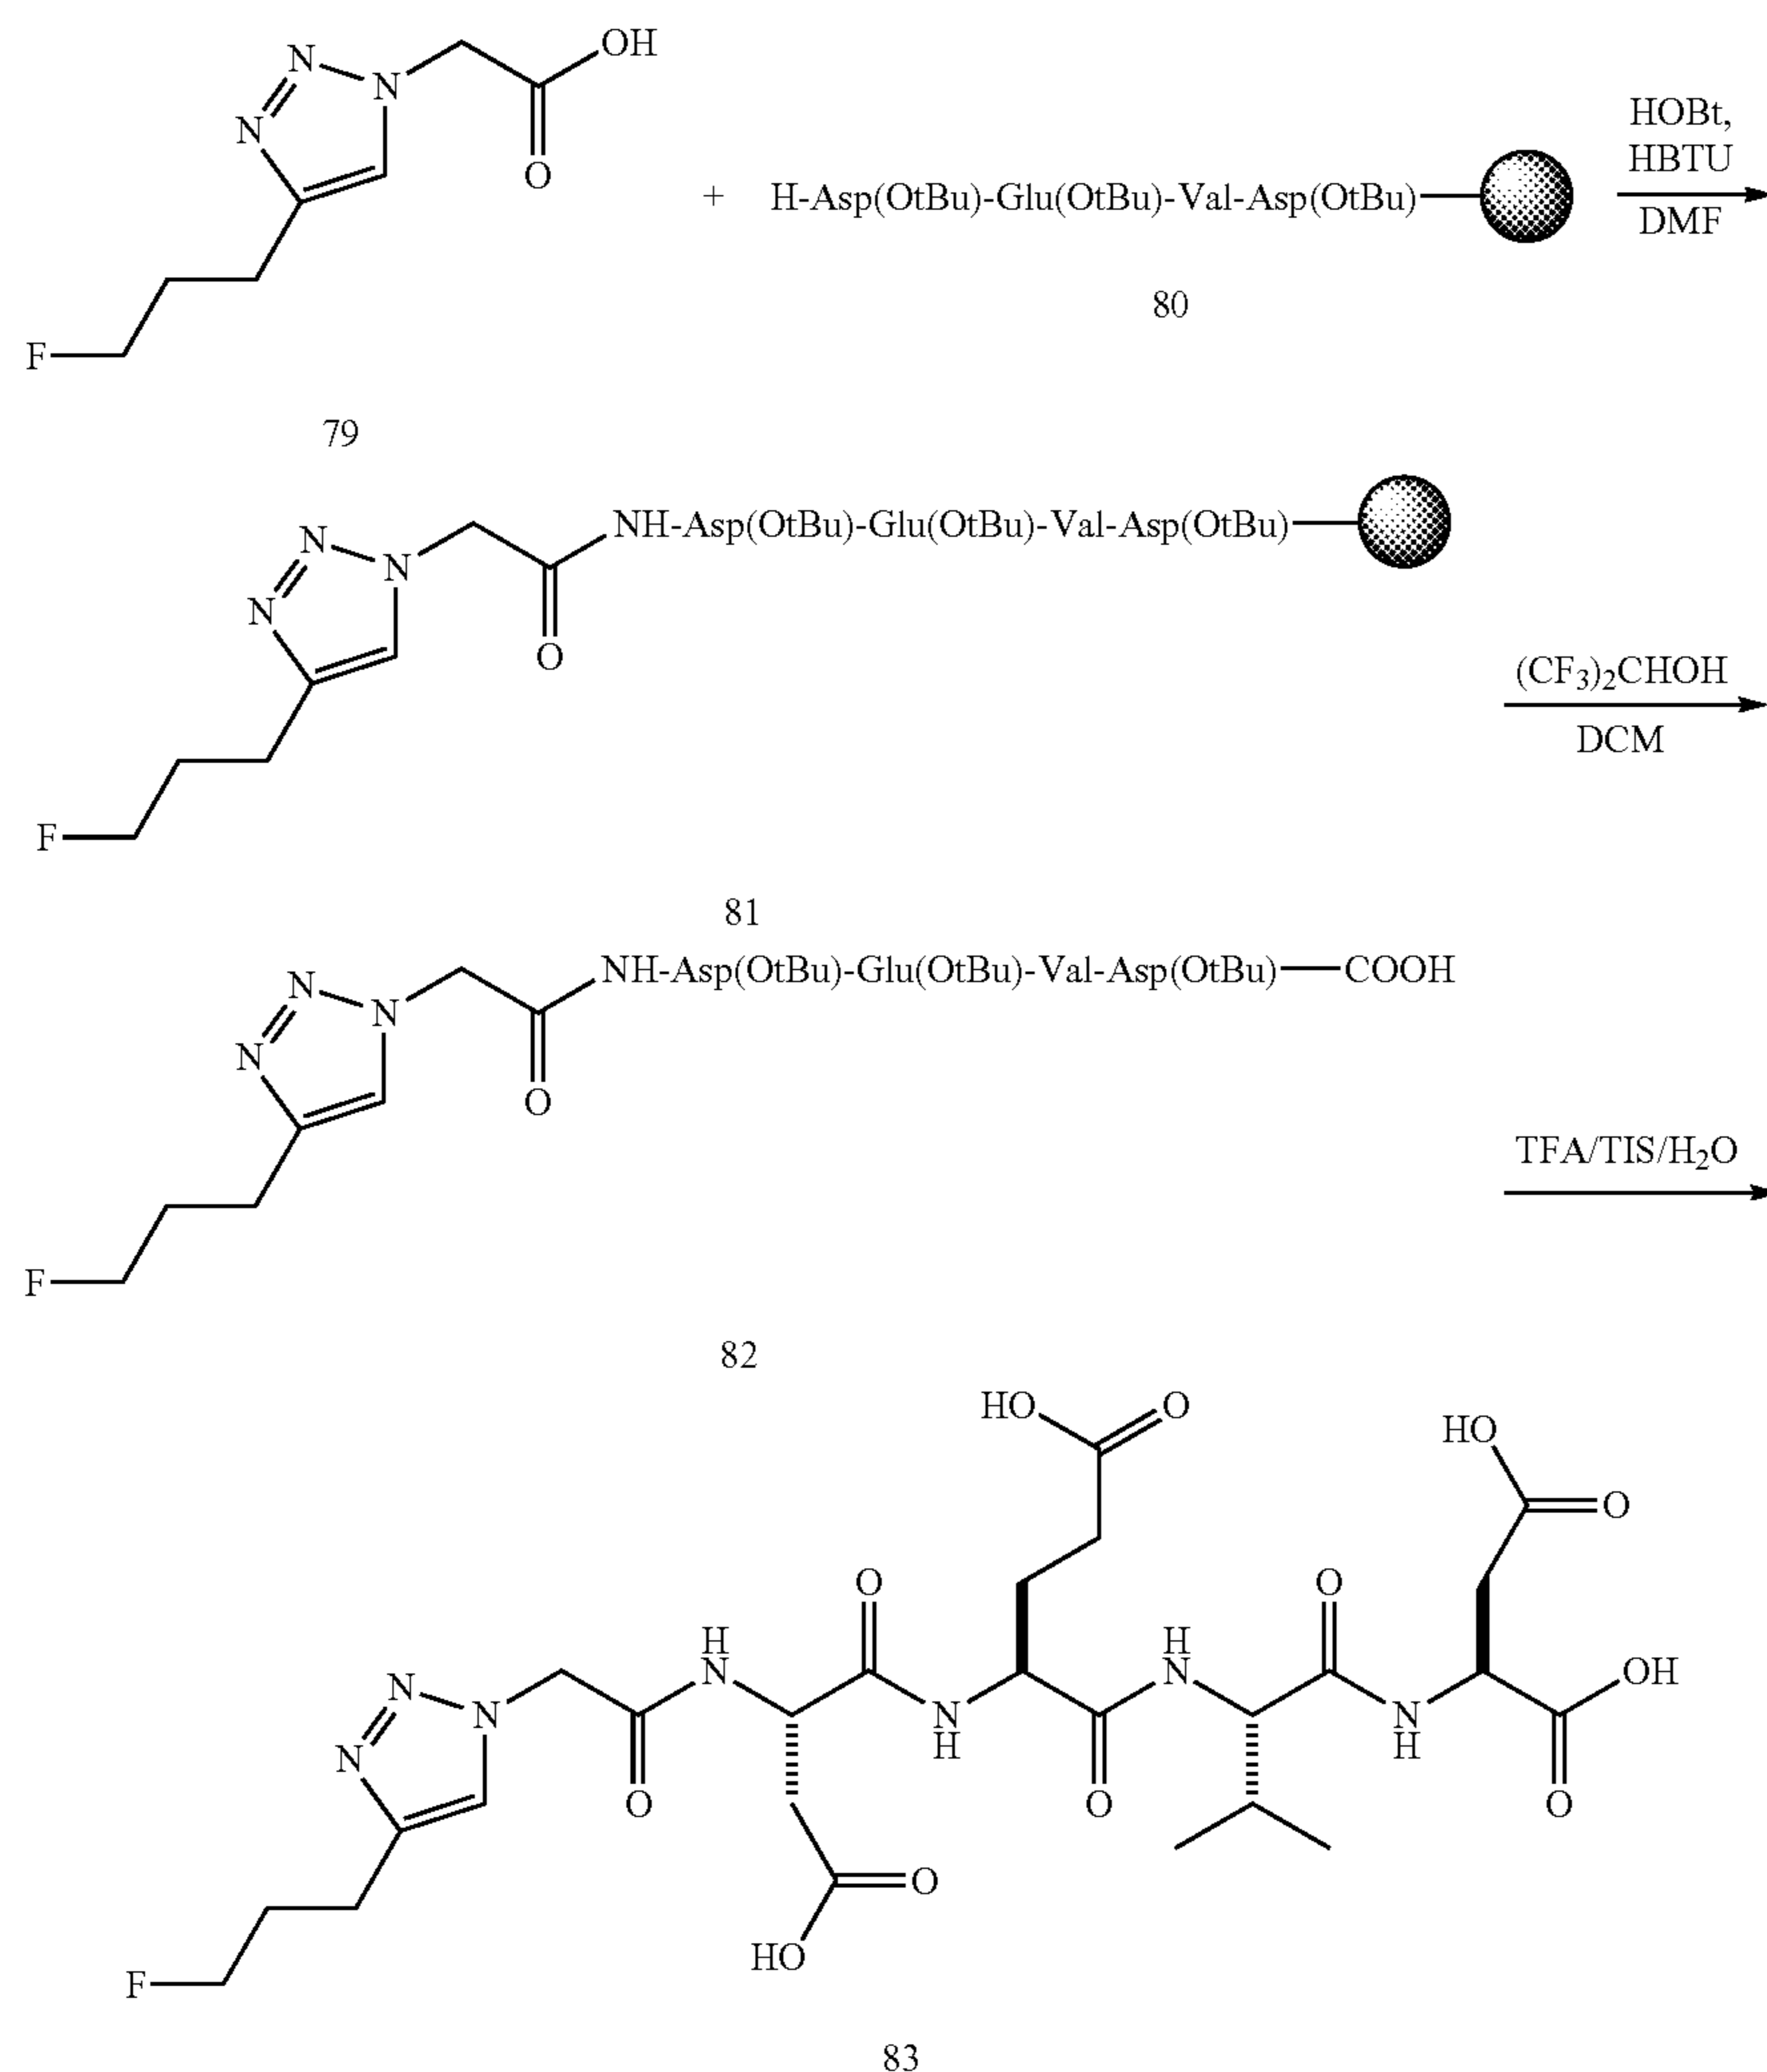 OH
N
N
N
O
F
79
+
H-Asp(OtBu)-Glu(OtBu)-Val-Asp(OtBu)
80
HOBt,
HBTU
DMF
NH-Asp(OtBu)-Glu(OtBu)-Val-Asp(OtBu)
N
N
N
O
F
81
(CF3)2CHOH
DCM
NH-Asp(OtBu)-Glu(OtBu)-Val-Asp(OtBu)—COOH
N
N
N
O
F
82
TFA/TIS/H2O
HO
O
HO
O
O
O
H
N
H
N
OH
N
N
N
N
H
N
H
N
O
O
O
O
HO
F
83